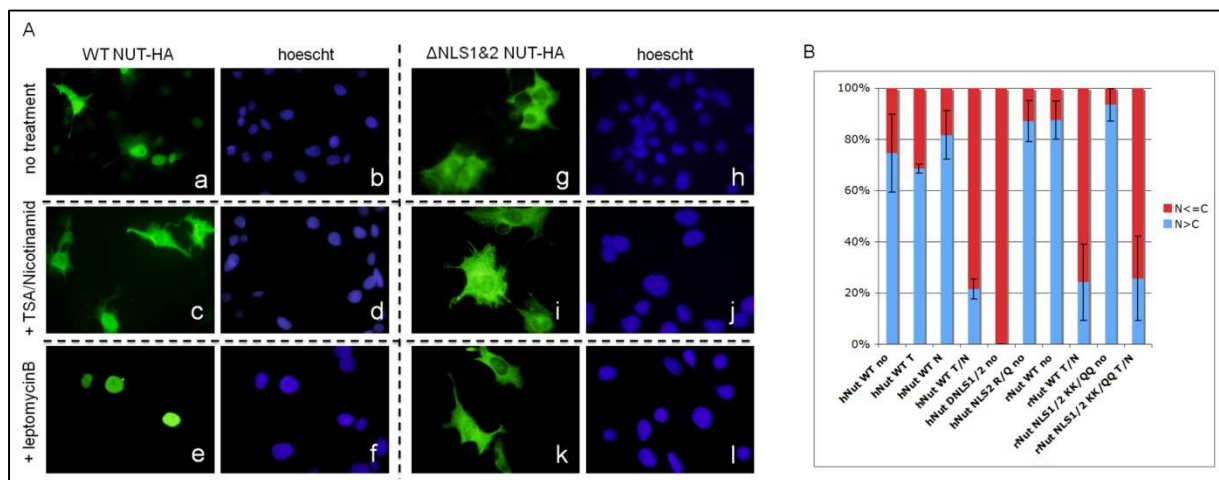 A
WT NUT-HA
hoescht
ΔNLS1&2 NUT-HA
hoescht
no treatment
a
b
g
h
+ TSA/Nicotinamid
c
d
i
j
+ leptomycinB
e
f
k
l
B
100%
80%
60%
40%
20%
0%
N<=C
N>C
hNut WT no
hNut WT T
hNut WT N
hNut WT T/N
hNut DNLS1/2 no
hNut NLS2 R/Q no
rNut WT no
rNut WT T/N
rNut NLS1/2 KK/QQ no
rNut NLS1/2 KK/QQ T/N